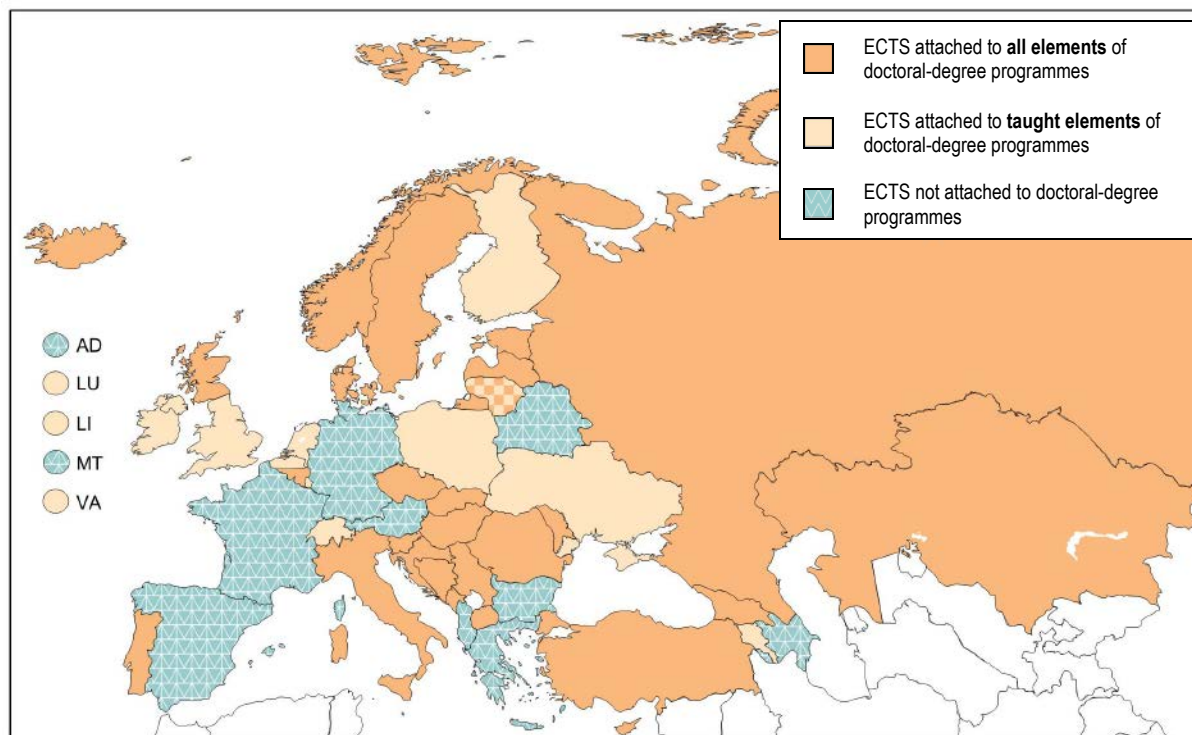 ECTS attached to all elements of
doctoral-degree programmes
ECTS attached to taught elements of
doctoral-degree programmes
ECTS not attached to doctoral-degree
programmes
AD
LU
LI
MT
VA